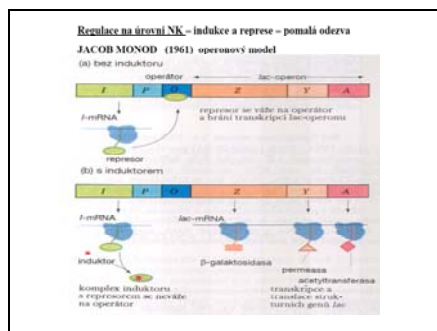 Regulace na úrovní NK – indukce a represe – pomalá odezva
JACOB MONOD (1961) operonový model
(a) bez induktoru
operátor
lac-operon
I P O Z Y A
I-mRNA
represor se váže na operátor
a brání transkripci lac-operonu
represor
(b) s induktorem
I P O Z Y A
I-mRNA
lac-mRNA
induktor
β-galaktosidasa
permeasa
acetyltransferása
komplex induktoru
s represorem se neváže
na operátor
transkripce a
translace struk-
turních genů lac